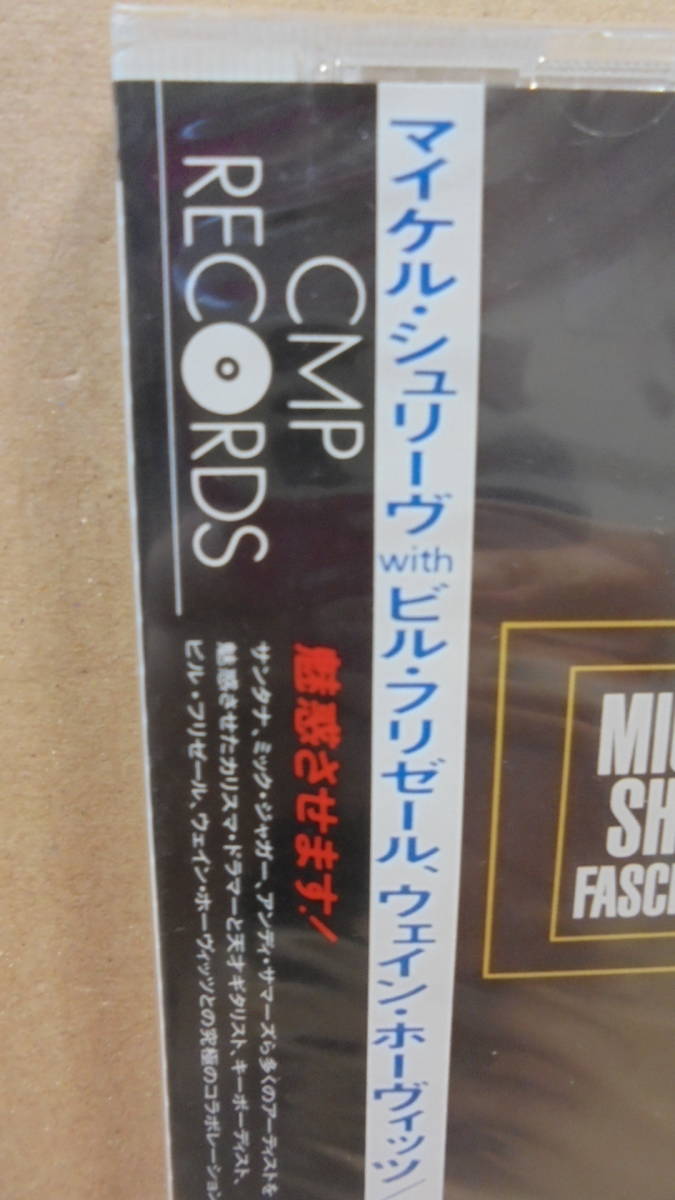 マイケル・シュリーヴ with ビル・フリゼール、ウェイン・ホーヴィッツ/
CMP
RECORDS
魅惑させます!
サンタナ、ミック・ジャガー、アンディ・サマーズら多くのアーティストを
魅惑させたカリスマ・ドラマーと天才ギタリスト、キーボーディスト、
ビル・フリゼール、ウェイン・ホーヴィッツとの究極のコラボレーション
MIC
SH
FASCI